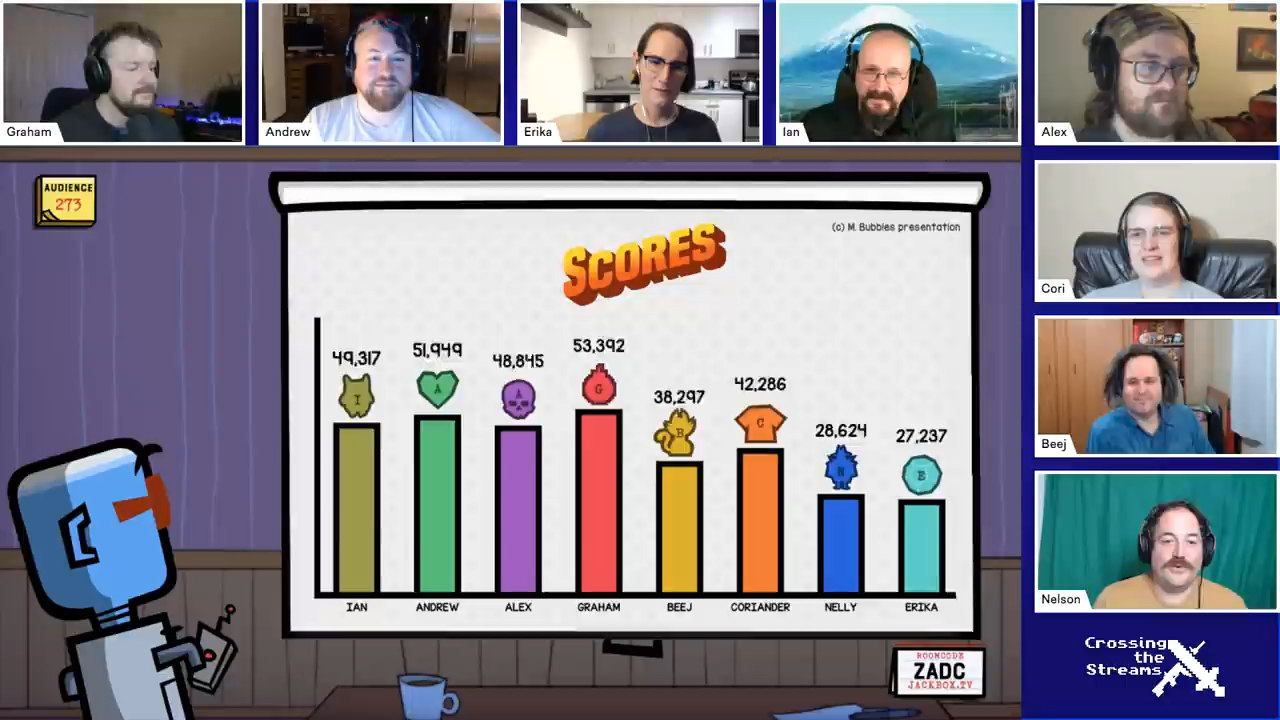 Graham
Andrew
Erika
Ian
Alex
Cori
Beej
Nelson
AUDIENCE
273
(c) M. Bubbles presentation
SCORES
49,317
51,949
48,845
53,392
38,297
42,286
28,624
27,237
I
A
A
G
B
C
N
E
IAN
ANDREW
ALEX
GRAHAM
BEEJ
CORIANDER
NELLY
ERIKA
ROOMCODE
ZADC
JACKBOX.TV
Crossing
the
Streams